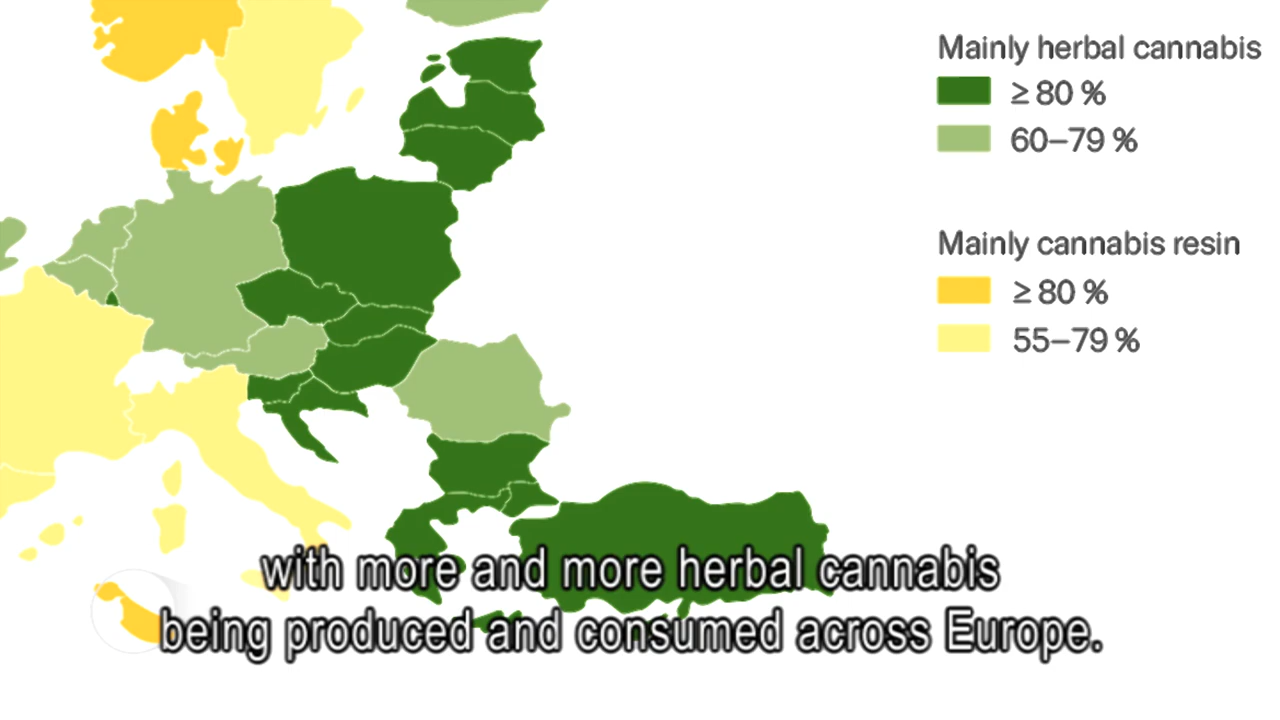 Mainly herbal cannabis
≥ 80 %
60–79 %
Mainly cannabis resin
≥ 80 %
55–79 %
with more and more herbal cannabis
being produced and consumed across Europe.